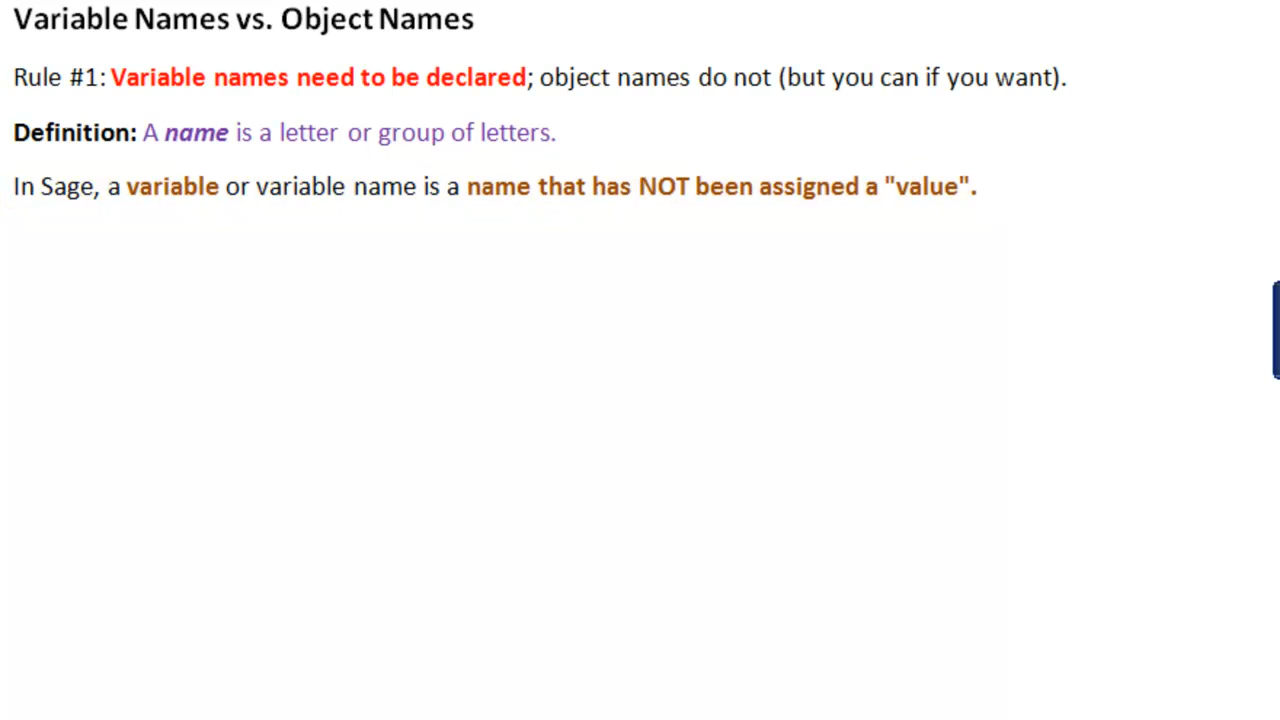 Variable Names vs. Object Names
Rule #1: Variable names need to be declared; object names do not (but you can if you want).
Definition: A name is a letter or group of letters.
In Sage, a variable or variable name is a name that has NOT been assigned a "value".